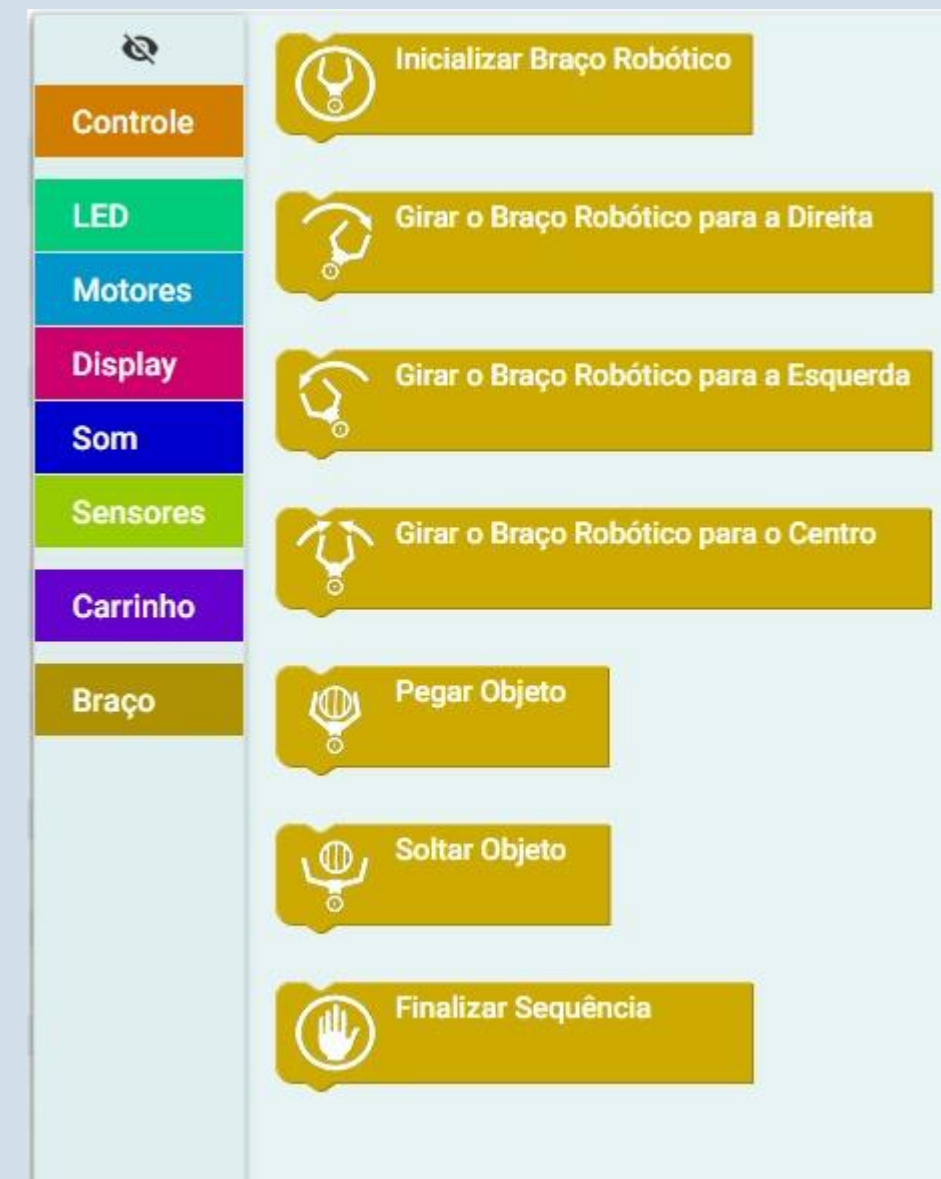 Controle
LED
Motores
Display
Som
Sensores
Carrinho
Braço
Inicializar Braço Robótico
Girar o Braço Robótico para a Direita
Girar o Braço Robótico para a Esquerda
Girar o Braço Robótico para o Centro
Pegar Objeto
Soltar Objeto
Finalizar Sequência